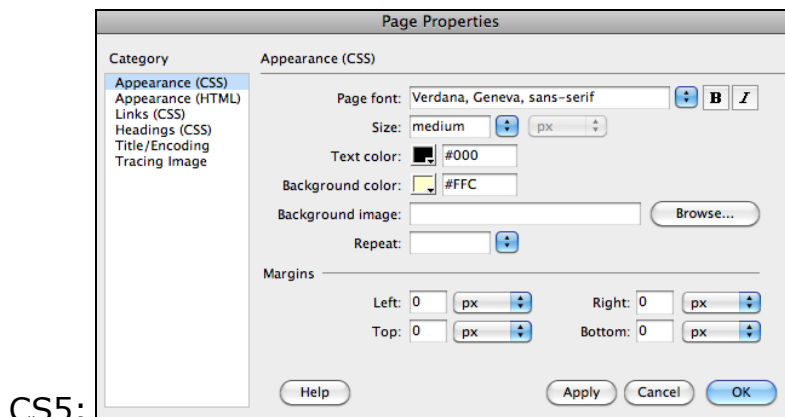 Page Properties
Category
Appearance (CSS)
Appearance (HTML)
Links (CSS)
Headings (CSS)
Title/Encoding
Tracing Image
Appearance (CSS)
Page font: Verdana, Geneva, sans-serif B I
Size: medium px
Text color: #000
Background color: #FFC
Background image: Browse...
Repeat:
Margins
Left: 0 px Right: 0 px
Top: 0 px Bottom: 0 px
Help Apply Cancel OK
CS5: